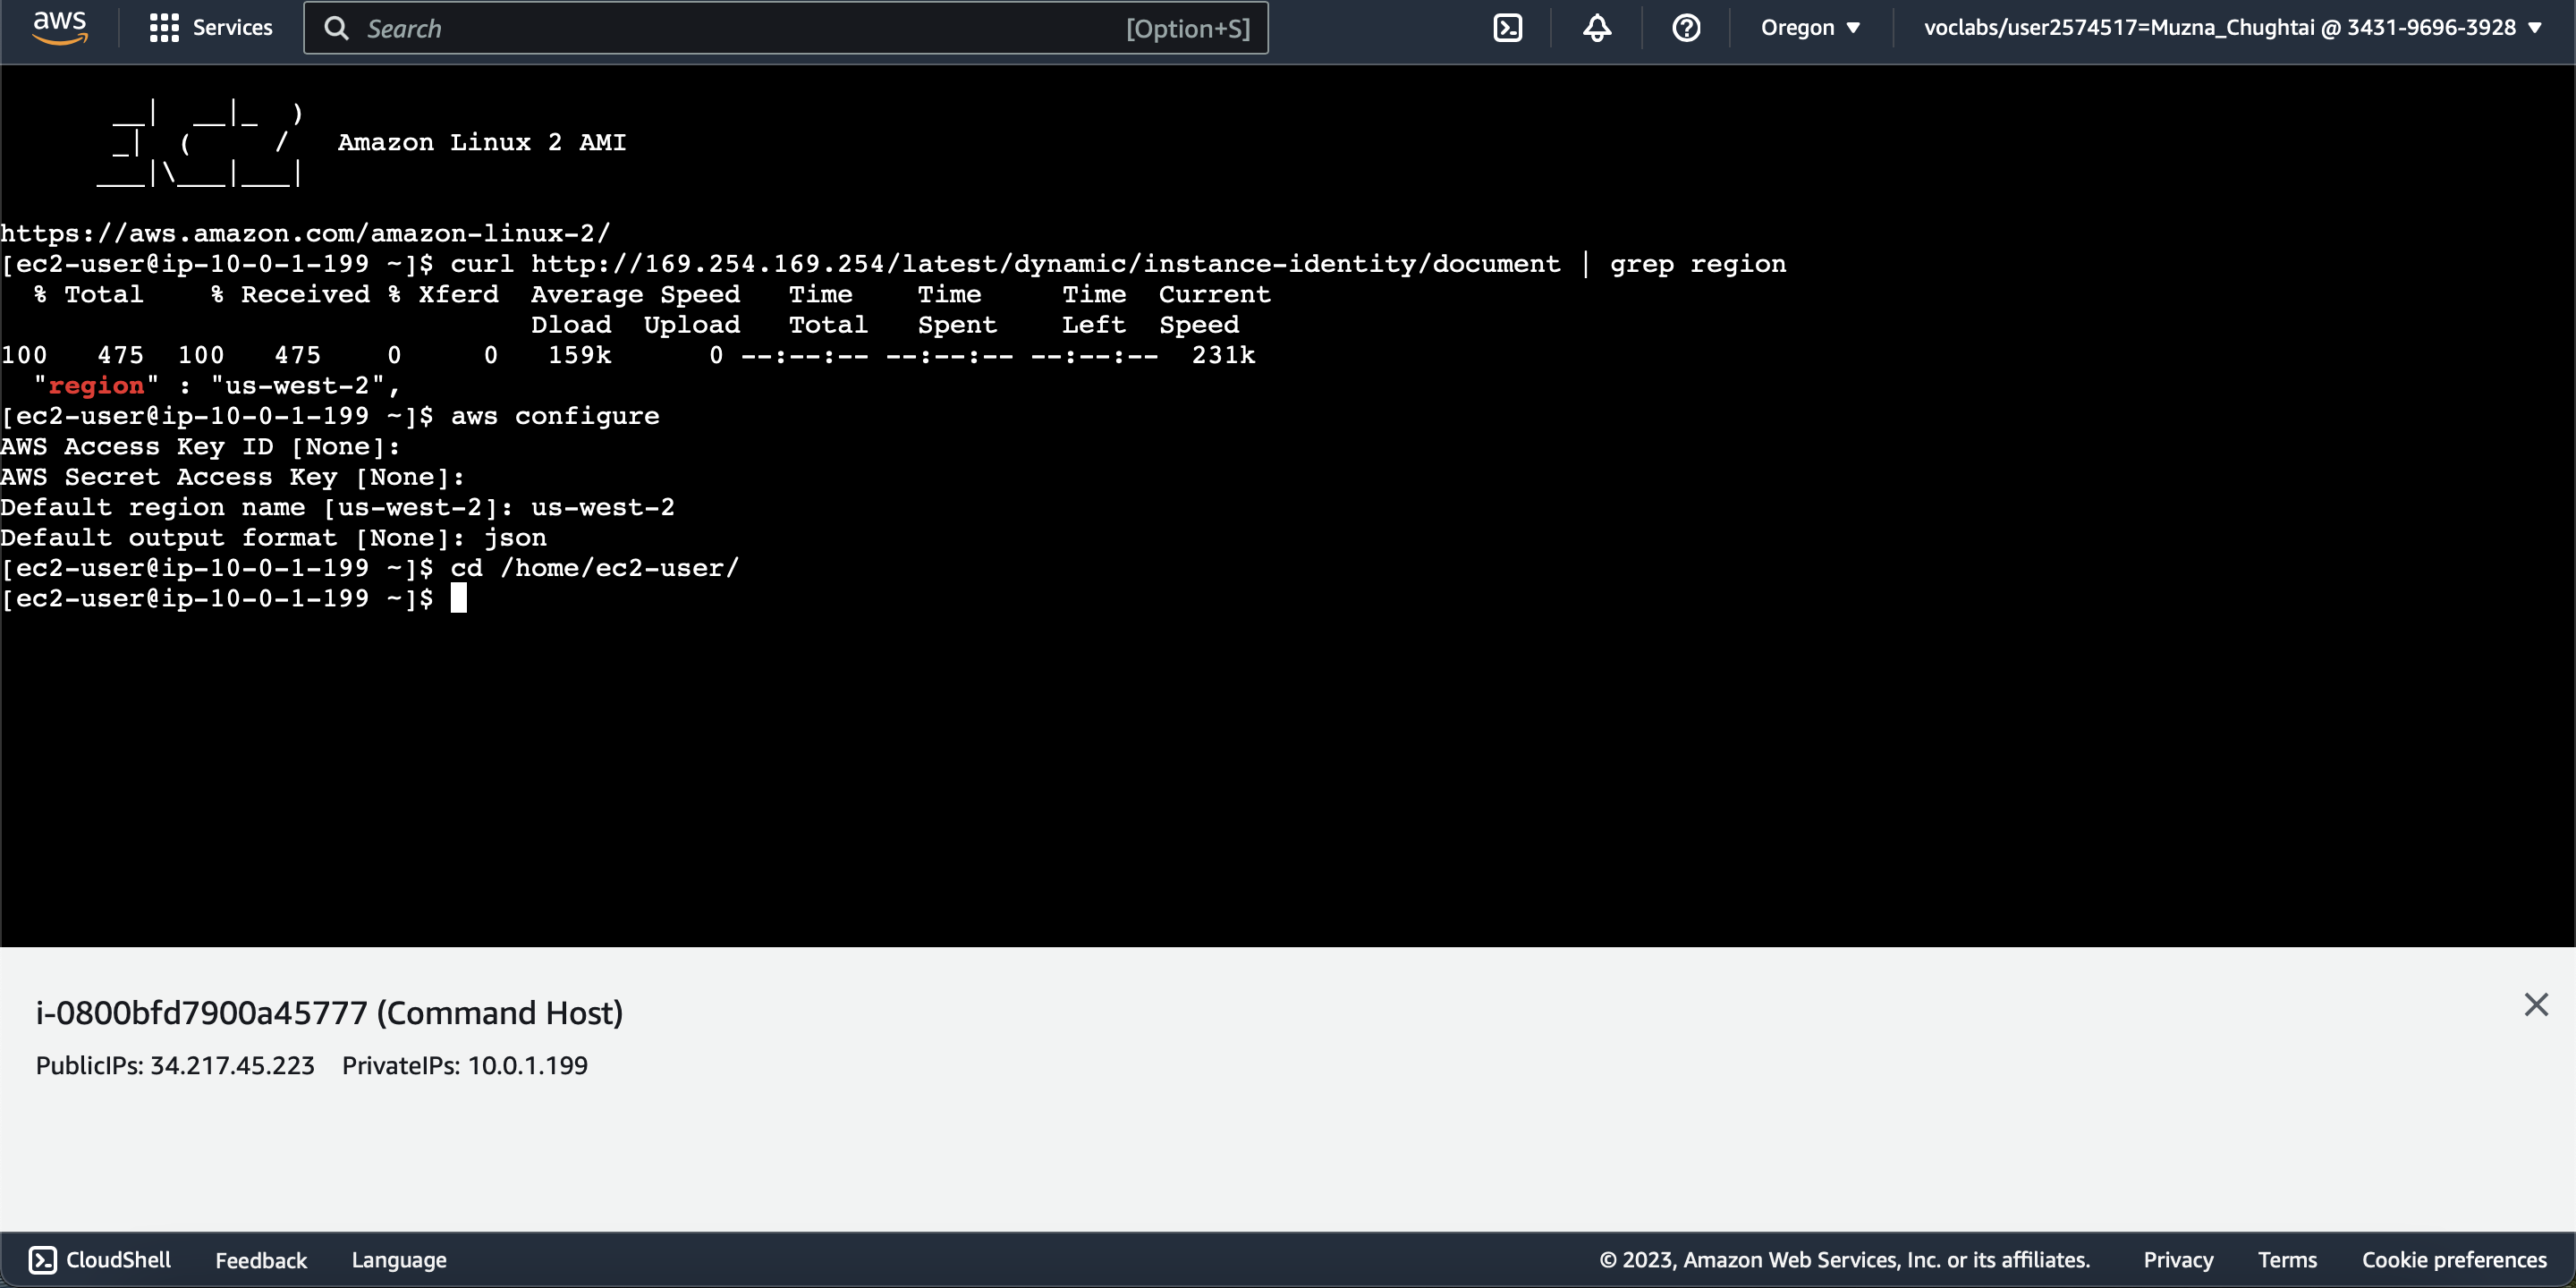 aws Services Search [Option+S] Oregon voclabs/user2574517=Muzna_Chughtai @ 3431-9696-3928
       __|  __|_  )
       _|  (     /   Amazon Linux 2 AMI
      ___|\___|___|
https://aws.amazon.com/amazon-linux-2/
[ec2-user@ip-10-0-1-199 ~]$ curl http://169.254.169.254/latest/dynamic/instance-identity/document | grep region
  % Total    % Received % Xferd  Average Speed   Time    Time     Time  Current
                                 Dload  Upload   Total   Spent    Left  Speed
100   475  100   475    0     0   159k      0 --:--:-- --:--:-- --:--:--  231k
  "region" : "us-west-2",
[ec2-user@ip-10-0-1-199 ~]$ aws configure
AWS Access Key ID [None]:
AWS Secret Access Key [None]:
Default region name [us-west-2]: us-west-2
Default output format [None]: json
[ec2-user@ip-10-0-1-199 ~]$ cd /home/ec2-user/
[ec2-user@ip-10-0-1-199 ~]$
i-0800bfd7900a45777 (Command Host)
PublicIPs: 34.217.45.223 PrivateIPs: 10.0.1.199
CloudShell Feedback Language © 2023, Amazon Web Services, Inc. or its affiliates. Privacy Terms Cookie preferences